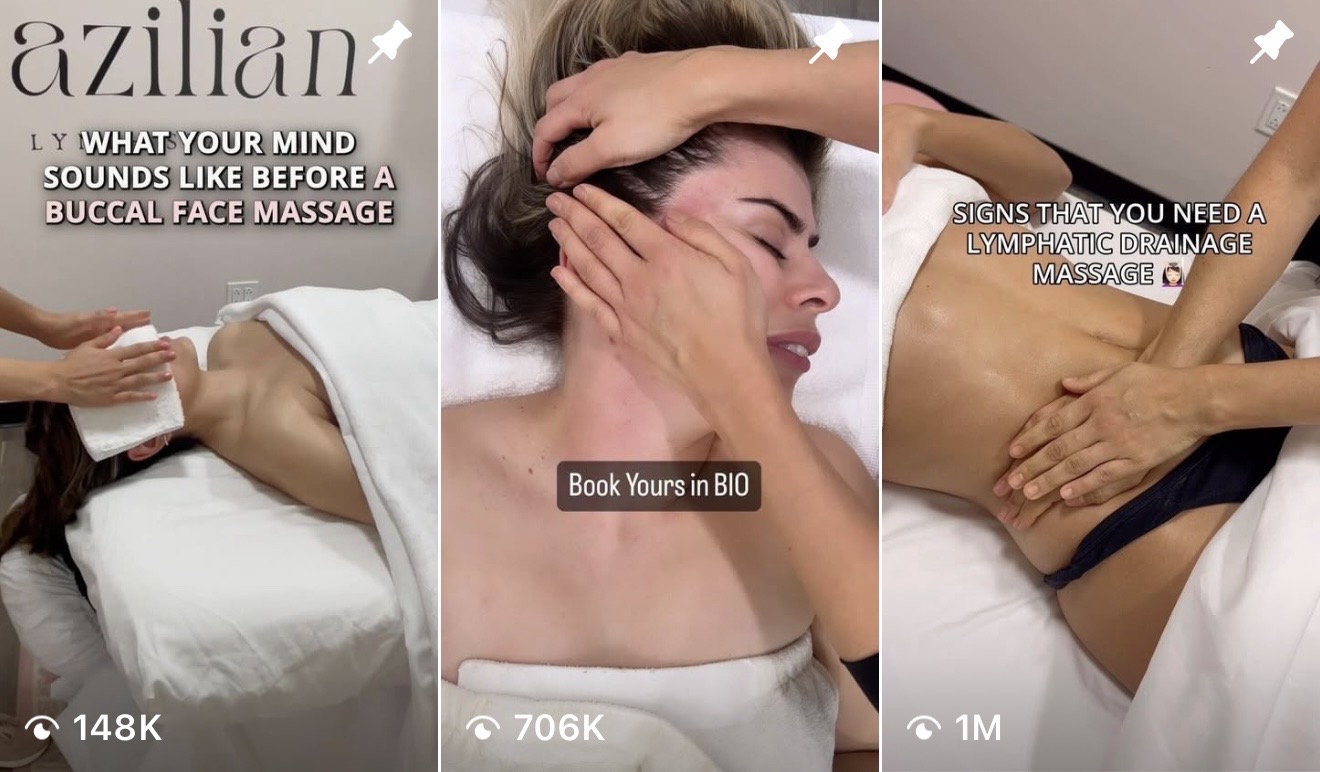 azilian
WHAT YOUR MIND
SOUNDS LIKE BEFORE A
BUCCAL FACE MASSAGE
148K
Book Yours in BIO
706K
SIGNS THAT YOU NEED A
LYMPHATIC DRAINAGE
MASSAGE 💆🏻‍♀️
1M